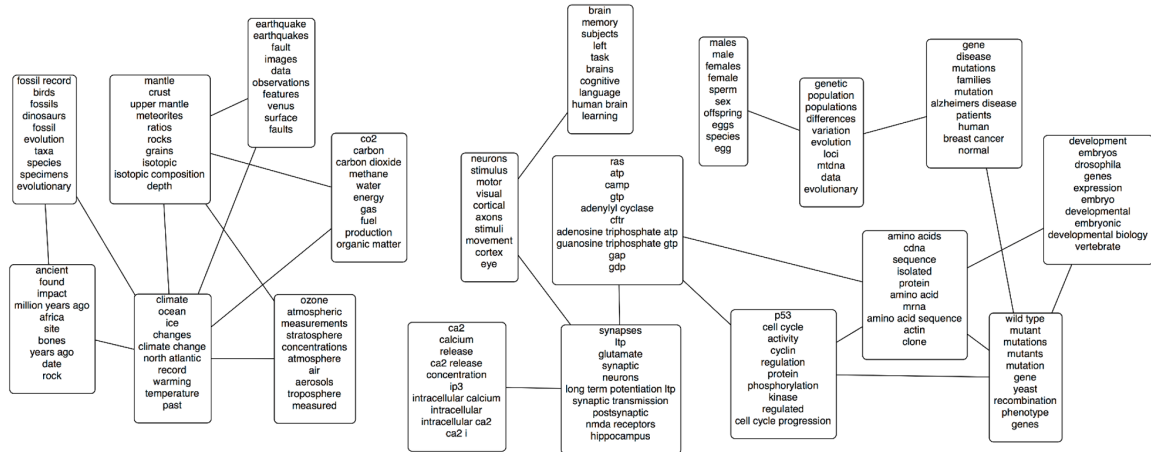 fossil record
birds
fossils
dinosaurs
fossil
evolution
taxa
species
specimens
evolutionary
mantle
crust
upper mantle
meteorites
ratios
rocks
grains
isotopic
isotopic composition
depth
earthquake
earthquakes
fault
images
data
observations
features
venus
surface
faults
co2
carbon
carbon dioxide
methane
water
energy
gas
fuel
production
organic matter
ancient
found
impact
million years ago
africa
site
bones
years ago
date
rock
climate
ocean
ice
changes
climate change
north atlantic
record
warming
temperature
past
ozone
atmospheric
measurements
stratosphere
concentrations
atmosphere
air
aerosols
troposphere
measured
brain
memory
subjects
left
task
brains
cognitive
language
human brain
learning
neurons
stimulus
motor
visual
cortical
axons
stimuli
movement
cortex
eye
ras
atp
camp
gtp
adenylyl cyclase
cftr
adenosine triphosphate atp
guanosine triphosphate gtp
gap
gdp
ca2
calcium
release
ca2 release
concentration
ip3
intracellular calcium
intracellular
intracellular ca2
ca2 i
synapses
ltp
glutamate
synaptic
neurons
long term potentiation ltp
synaptic transmission
postsynaptic
nmda receptors
hippocampus
males
male
females
female
sperm
sex
offspring
eggs
species
egg
genetic
population
populations
differences
variation
evolution
loci
mtdna
data
evolutionary
gene
disease
mutations
families
mutation
alzheimers disease
patients
human
breast cancer
normal
development
embryos
drosophila
genes
expression
embryo
developmental
embryonic
developmental biology
vertebrate
amino acids
cdna
sequence
isolated
protein
amino acid
mrna
amino acid sequence
actin
clone
p53
cell cycle
activity
cyclin
regulation
protein
phosphorylation
kinase
regulated
cell cycle progression
wild type
mutant
mutations
mutants
mutation
gene
yeast
recombination
phenotype
genes